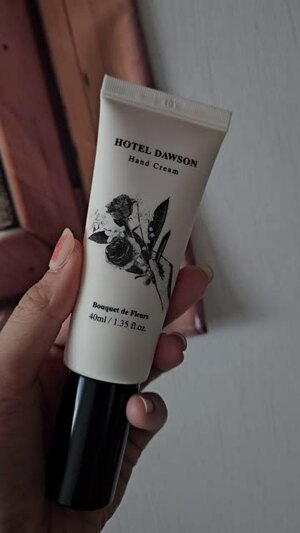 HOTEL DAWSON
Hand Cream
Bouquet de Fleurs
40ml / 1.35 fl.oz.